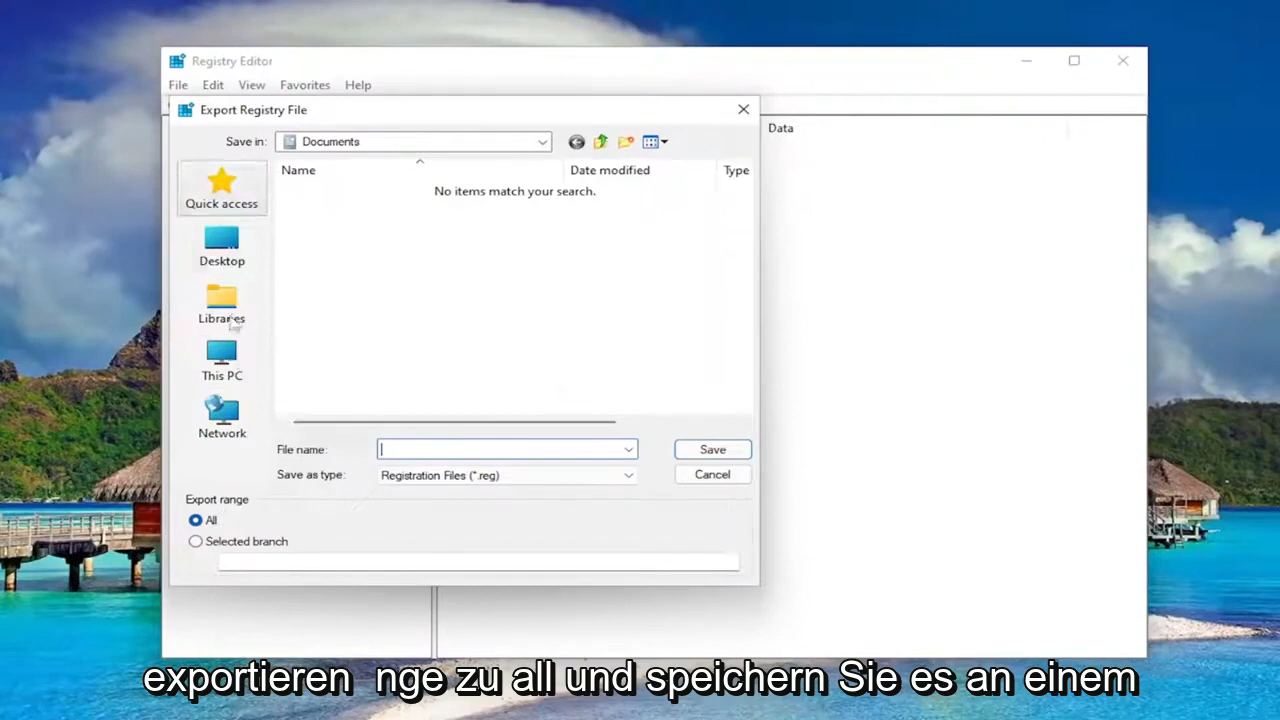 Registry Editor
File Edit View Favorites Help
Export Registry File
Save in: Documents
Data
Name Date modified Type
No items match your search.
Quick access
Desktop
Libraries
This PC
Network
File name: Save
Save as type: Registration Files (*.reg) Cancel
Export range
All
Selected branch
exportieren nge zu all und speichern Sie es an einem